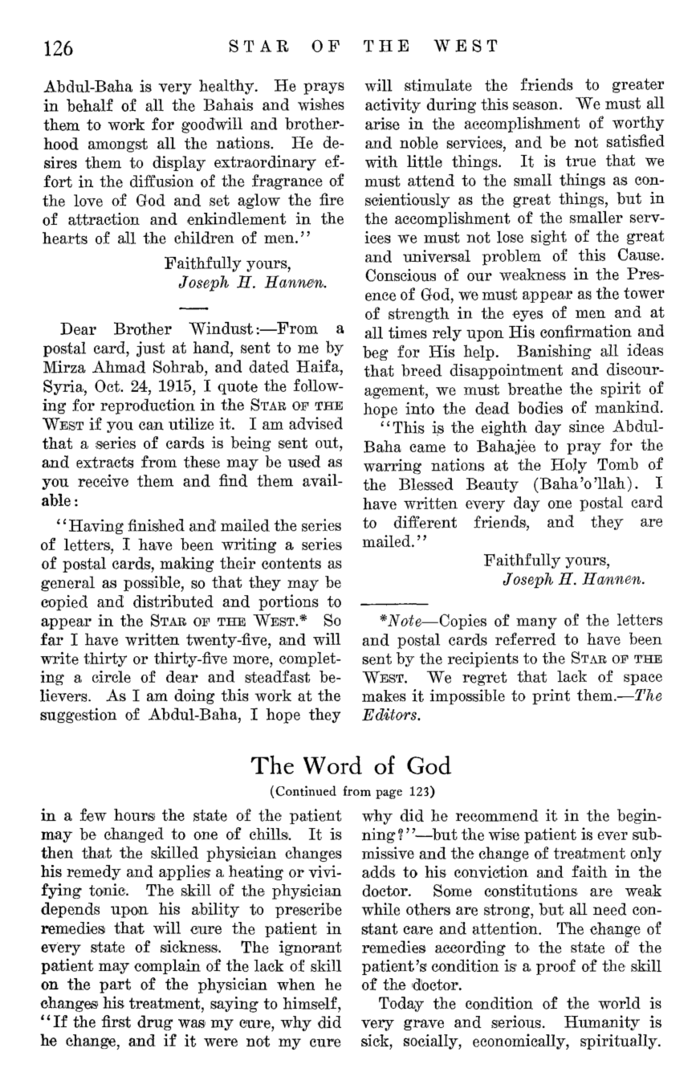 126
STAR OF THE WEST
Abdul-Baha is very healthy. He prays
in behalf of all the Bahais and wishes
them to work for goodwill and brother-
hood amongst all the nations. He de-
sires them to display extraordinary ef-
fort in the diffusion of the fragrance of
the love of God and set aglow the fire
of attraction and enkindlement in the
hearts of all the children of men.”
Faithfully yours,
Joseph H. Hannen.
Dear Brother Windust:—From a
postal card, just at hand, sent to me by
Mirza Ahmad Sohrab, and dated Haifa,
Syria, Oct. 24, 1915, I quote the follow-
ing for reproduction in the STAR OF THE
WEST if you can utilize it. I am advised
that a series of cards is being sent out,
and extracts from these may be used as
you receive them and find them avail-
able:
“Having finished and mailed the series
of letters, I have been writing a series
of postal cards, making their contents as
general as possible, so that they may be
copied and distributed and portions to
appear in the STAR OF THE WEST.* So
far I have written twenty-five, and will
write thirty or thirty-five more, complet-
ing a circle of dear and steadfast be-
lievers. As I am doing this work at the
suggestion of Abdul-Baha, I hope they
will stimulate the friends to greater
activity during this season. We must all
arise in the accomplishment of worthy
and noble services, and be not satisfied
with little things. It is true that we
must attend to the small things as con-
scientiously as the great things, but in
the accomplishment of the smaller serv-
ices we must not lose sight of the great
and universal problem of this Cause.
Conscious of our weakness in the Pres-
ence of God, we must appear as the tower
of strength in the eyes of men and at
all times rely upon His confirmation and
beg for His help. Banishing all ideas
that breed disappointment and discour-
agement, we must breathe the spirit of
hope into the dead bodies of mankind.
“This is the eighth day since Abdul-
Baha came to Bahajee to pray for the
warring nations at the Holy Tomb of
the Blessed Beauty (Baha’o’llah). I
have written every day one postal card
to different friends, and they are
mailed.”
Faithfully yours,
Joseph H. Hannen.
*Note—Copies of many of the letters
and postal cards referred to have been
sent by the recipients to the STAR OF THE
WEST. We regret that lack of space
makes it impossible to print them.—The
Editors.
The Word of God
(Continued from page 123)
in a few hours the state of the patient
may be changed to one of chills. It is
then that the skilled physician changes
his remedy and applies a heating or vivi-
fying tonic. The skill of the physician
depends upon his ability to prescribe
remedies that will cure the patient in
every state of sickness. The ignorant
patient may complain of the lack of skill
on the part of the physician when he
changes his treatment, saying to himself,
“If the first drug was my cure, why did
he change, and if it were not my cure
why did he recommend it in the begin-
ning?”—but the wise patient is ever sub-
missive and the change of treatment only
adds to his conviction and faith in the
doctor. Some constitutions are weak
while others are strong, but all need con-
stant care and attention. The change of
remedies according to the state of the
patient’s condition is a proof of the skill
of the doctor.
Today the condition of the world is
very grave and serious. Humanity is
sick, socially, economically, spiritually.